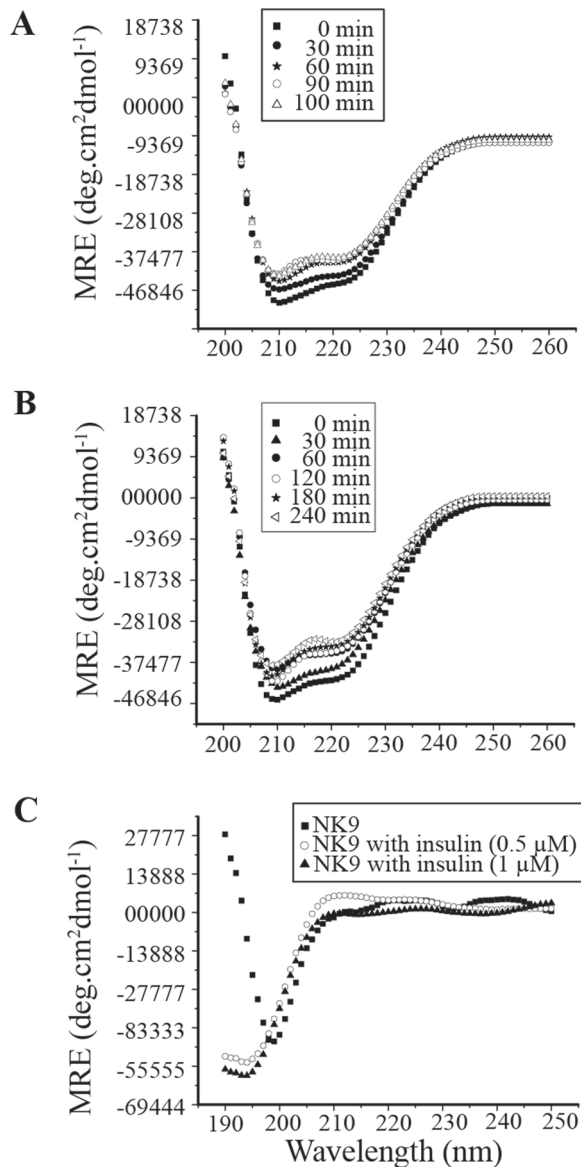 A
MRE (deg.cm²dmol⁻¹)
18738
9369
00000
-9369
-18738
-28108
-37477
-46846
0 min
30 min
60 min
90 min
100 min
200 210 220 230 240 250 260
B
MRE (deg.cm²dmol⁻¹)
18738
9369
00000
-9369
-18738
-28108
-37477
-46846
0 min
30 min
60 min
120 min
180 min
240 min
200 210 220 230 240 250 260
C
MRE (deg.cm²dmol⁻¹)
27777
13888
00000
-13888
-27777
-83333
-55555
-69444
NK9
NK9 with insulin (0.5 µM)
NK9 with insulin (1 µM)
190 200 210 220 230 240 250
Wavelength (nm)